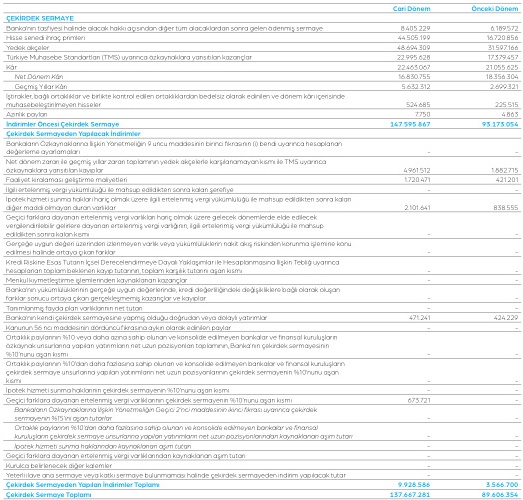 Cari Dönem Önceki Dönem
ÇEKİRDEK SERMAYE
Bankanın tasfiyesi halinde alacak hakkı açısından diğer tüm alacaklardan sonra gelen ödenmiş sermaye 8.405.229 6.189.572
Hisse senedi ihraç primleri 44.505.199 16.720.856
Yedek akçeler 48.694.309 31.597.166
Türkiye Muhasebe Standartları (TMS) uyarınca özkaynaklara yansıtılan kazançlar 22.995.628 17.379.457
Kâr 22.463.067 21.055.625
Net Dönem Kârı 16.830.755 18.356.304
Geçmiş Yıllar Kârı 5.632.312 2.699.321
İştirakler, bağlı ortaklıklar ve birlikte kontrol edilen ortaklıklardan bedelsiz olarak edinilen ve dönem kârı içerisinde
muhasebeleştirilmeyen hisseler 524.685 225.515
Azınlık payları 7.750 4.863
İndirimler Öncesi Çekirdek Sermaye 147.595.867 93.173.054
Çekirdek Sermayeden Yapılacak İndirimler
Bankaların Özkaynaklarına İlişkin Yönetmeliğin 9 uncu maddesinin birinci fıkrasının (i) bendi uyarınca hesaplanan
değerleme ayarlamaları – –
Net dönem zararı ile geçmiş yıllar zararı toplamının yedek akçelerle karşılanamayan kısmı ile TMS uyarınca
özkaynaklara yansıtılan kayıplar 4.961.512 1.882.715
Faaliyet kiralaması geliştirme maliyetleri 1.720.471 421.201
İlgili ertelenmiş vergi yükümlülüğü ile mahsup edildikten sonra kalan şerefiye – –
İpotek hizmeti sunma hakları hariç olmak üzere ilgili ertelenmiş vergi yükümlülüğü ile mahsup edildikten sonra kalan
diğer maddi olmayan duran varlıklar 2.101.641 838.555
Geçici farklara dayanan ertelenmiş vergi varlıkları hariç olmak üzere gelecek dönemlerde elde edilecek
vergilendirilebilir gelirlere dayanan ertelenmiş vergi varlığının, ilgili ertelenmiş vergi yükümlülüğü ile mahsup
edildikten sonra kalan kısmı – –
Gerçeğe uygun değeri üzerinden izlenmeyen varlık veya yükümlülüklerin nakit akış riskinden korunma işlemine konu
edilmesi halinde ortaya çıkan farklar – –
Kredi Riskine Esas Tutarın İçsel Derecelendirmeye Dayalı Yaklaşımlar ile Hesaplanmasına İlişkin Tebliğ uyarınca
hesaplanan toplam beklenen kayıp tutarının, toplam karşılık tutarını aşan kısmı – –
Menkul kıymetleştirme işlemlerinden kaynaklanan kazançlar – –
Bankanın yükümlülüklerinin gerçeğe uygun değerlerinde, kredi değerliliğindeki değişikliklere bağlı olarak oluşan
farklar sonucu ortaya çıkan gerçekleşmemiş kazançlar ve kayıplar – –
Tanımlanmış fayda plan varlıklarının net tutarı – –
Bankanın kendi çekirdek sermayesine yapmış olduğu doğrudan veya dolaylı yatırımlar 471.241 424.229
Kanunun 56 ncı maddesinin dördüncü fıkrasına aykırı olarak edinilen paylar – –
Ortaklık paylarının %10 veya daha azına sahip olunan ve konsolide edilmeyen bankalar ve finansal kuruluşların
özkaynak unsurlarına yapılan yatırımların net uzun pozisyonları toplamının, Bankanın çekirdek sermayesinin
%10'nunu aşan kısmı – –
Ortaklık paylarının %10'dan daha fazlasına sahip olunan ve konsolide edilmeyen bankalar ve finansal kuruluşların
çekirdek sermaye unsurlarına yapılan yatırımların net uzun pozisyonlarının çekirdek sermayenin %10'nunu aşan
kısmı – –
İpotek hizmeti sunma haklarının çekirdek sermayenin %10'nunu aşan kısmı – –
Geçici farklara dayanan ertelenmiş vergi varlıklarının çekirdek sermayenin %10'nunu aşan kısmı 673.721 –
Bankaların Özkaynaklarına İlişkin Yönetmeliğin Geçici 2'nci maddesinin ikinci fıkrası uyarınca çekirdek
sermayenin %15'ini aşan tutarlar – –
Ortaklık paylarının %10'dan daha fazlasına sahip olunan ve konsolide edilmeyen bankalar ve finansal
kuruluşların çekirdek sermaye unsurlarına yapılan yatırımların net uzun pozisyonlarından kaynaklanan aşım tutarı – –
İpotek hizmeti sunma haklarından kaynaklanan aşım tutarı – –
Geçici farklara dayanan ertelenmiş vergi varlıklarından kaynaklanan aşım tutarı – –
Kurulca belirlenecek diğer kalemler – –
Yeterli ilave ana sermaye veya katkı sermaye bulunmaması halinde çekirdek sermayeden indirim yapılacak tutar – –
Çekirdek Sermayeden Yapılan İndirimler Toplamı 9.928.586 3.566.700
Çekirdek Sermaye Toplamı 137.667.281 89.606.354